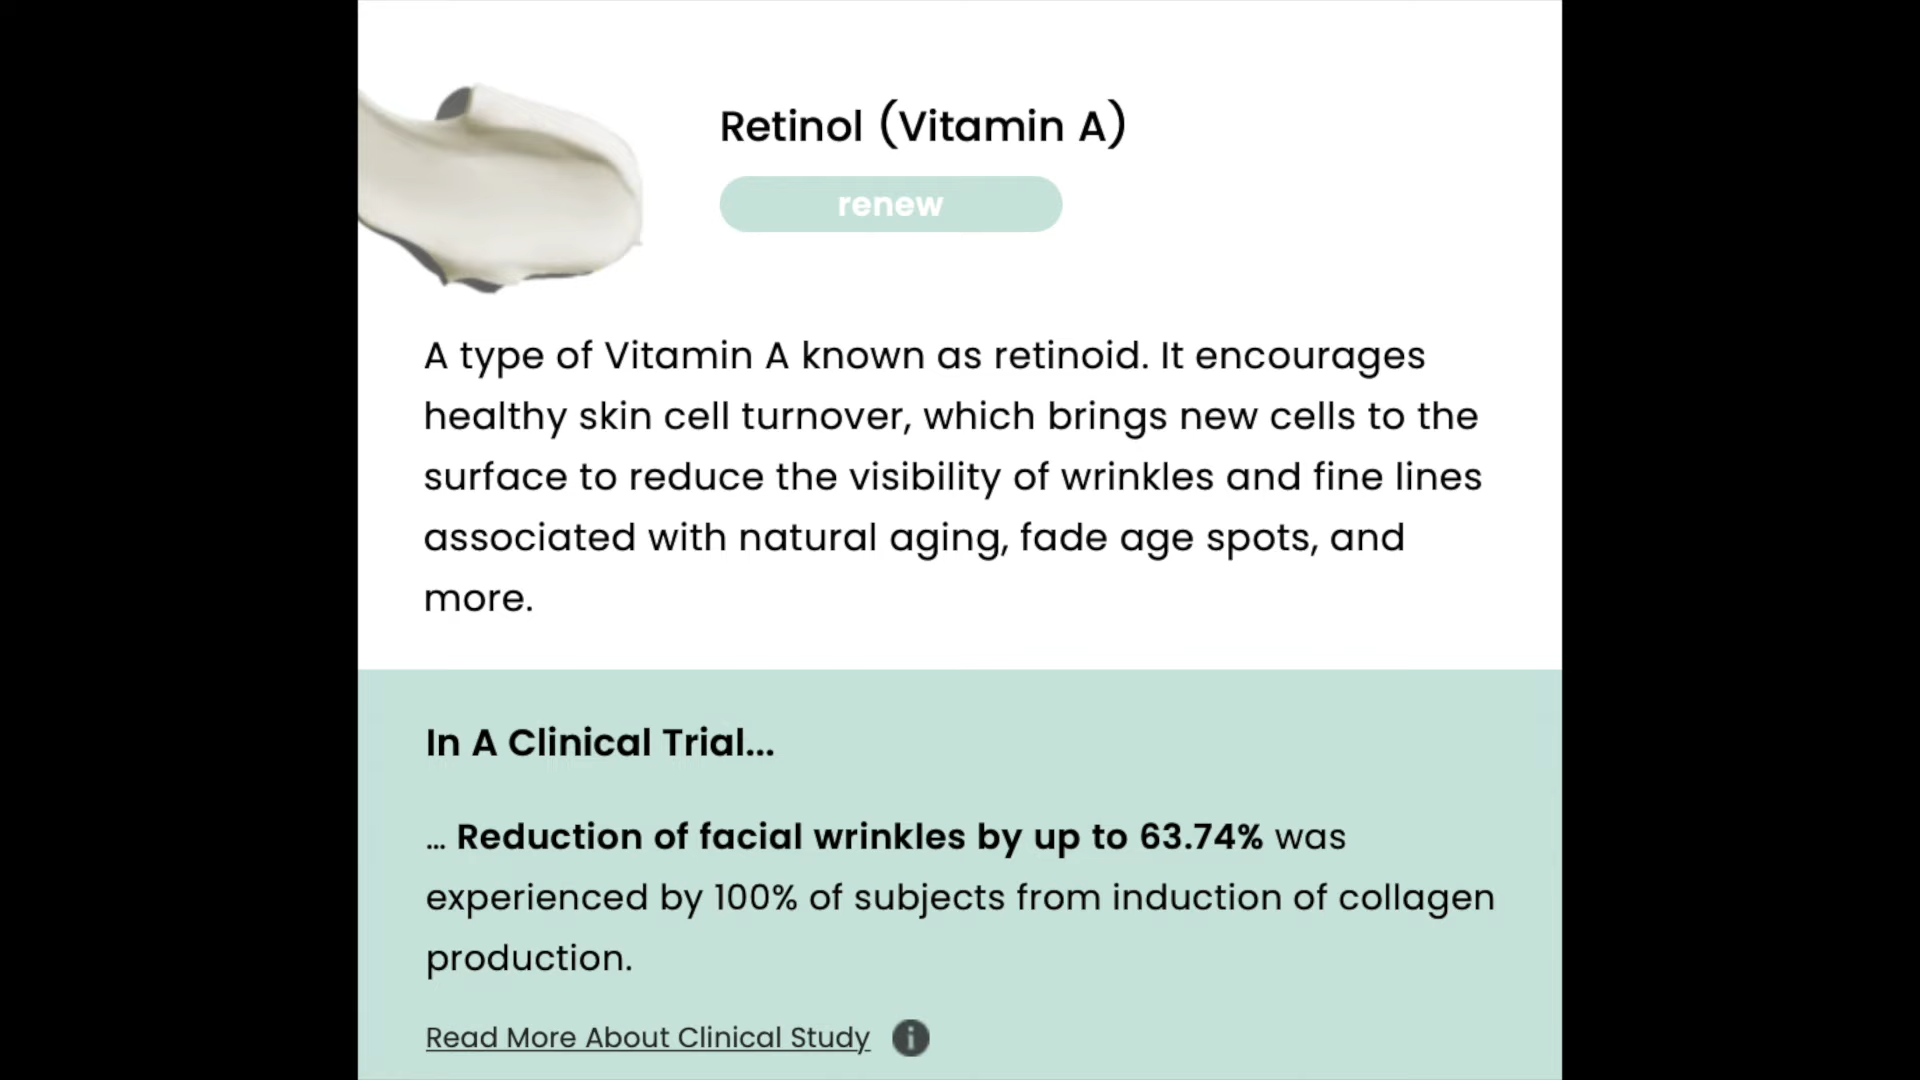 Retinol (Vitamin A)
renew
A type of Vitamin A known as retinoid. It encourages
healthy skin cell turnover, which brings new cells to the
surface to reduce the visibility of wrinkles and fine lines
associated with natural aging, fade age spots, and
more.
In A Clinical Trial...
... Reduction of facial wrinkles by up to 63.74% was
experienced by 100% of subjects from induction of collagen
production.
Read More About Clinical Study i